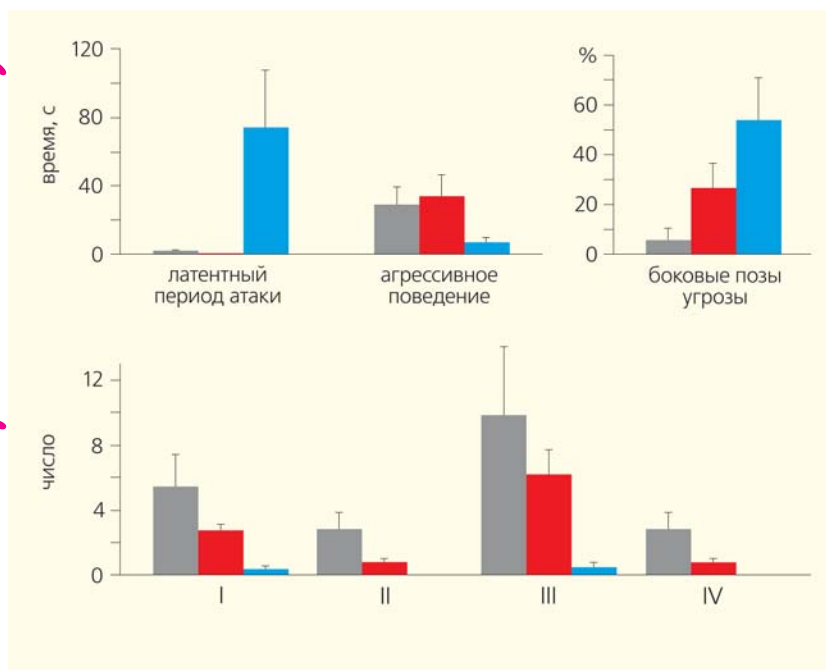 время, с
120
80
40
0
латентный
период атаки
агрессивное
поведение
%
60
40
20
0
боковые позы
угрозы
число
12
8
4
0
I
II
III
IV